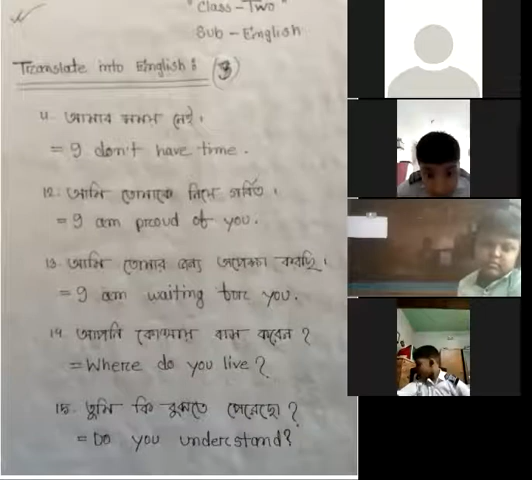 "Class-Two"
Sub-English
Translate into English: (3)
১১. আমার সময় নেই।
= I don't have time.
১২. আমি তোমাকে নিয়ে গর্বিত।
= I am proud of you.
১৩. আমি তোমার জন্য অপেক্ষা করছি।
= I am waiting for you.
১৪. আপনি কোথায় বাস করেন?
= Where do you live?
১৫. তুমি কি বুঝতে পেরেছো?
= Do you understand?